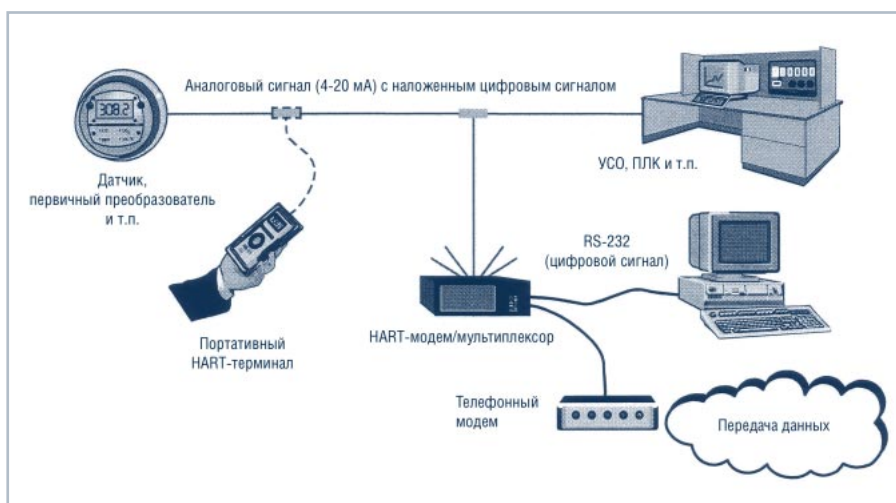 Аналоговый сигнал (4-20 мА) с наложенным цифровым сигналом
308.2
Датчик,
первичный преобразователь
и т.п.
УСО, ПЛК и т.п.
RS-232
(цифровой сигнал)
Портативный
HART-терминал
HART-модем/мультиплексор
Телефонный
модем
Передача данных